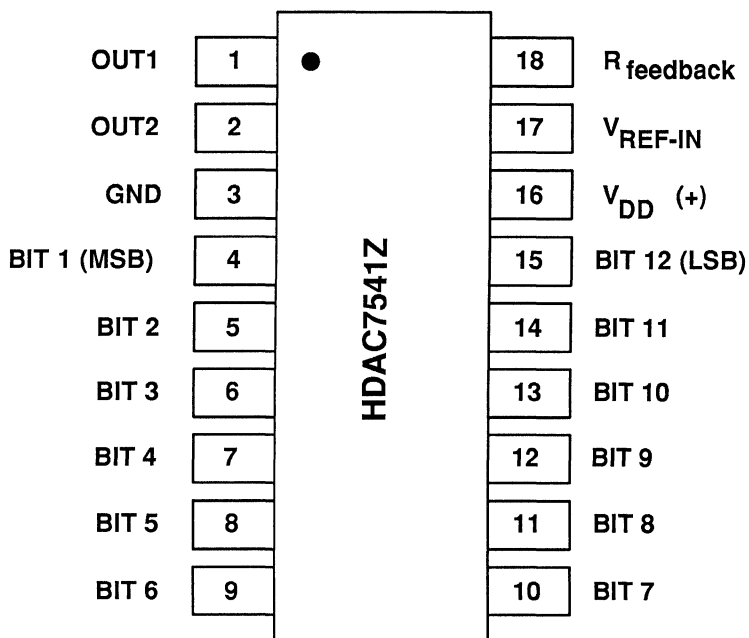 OUT1 1 18 R feedback
OUT2 2 17 VREF-IN
GND 3 16 VDD (+)
BIT 1 (MSB) 4 15 BIT 12 (LSB)
BIT 2 5 14 BIT 11
BIT 3 6 13 BIT 10
BIT 4 7 12 BIT 9
BIT 5 8 11 BIT 8
BIT 6 9 10 BIT 7
HDAC7541Z